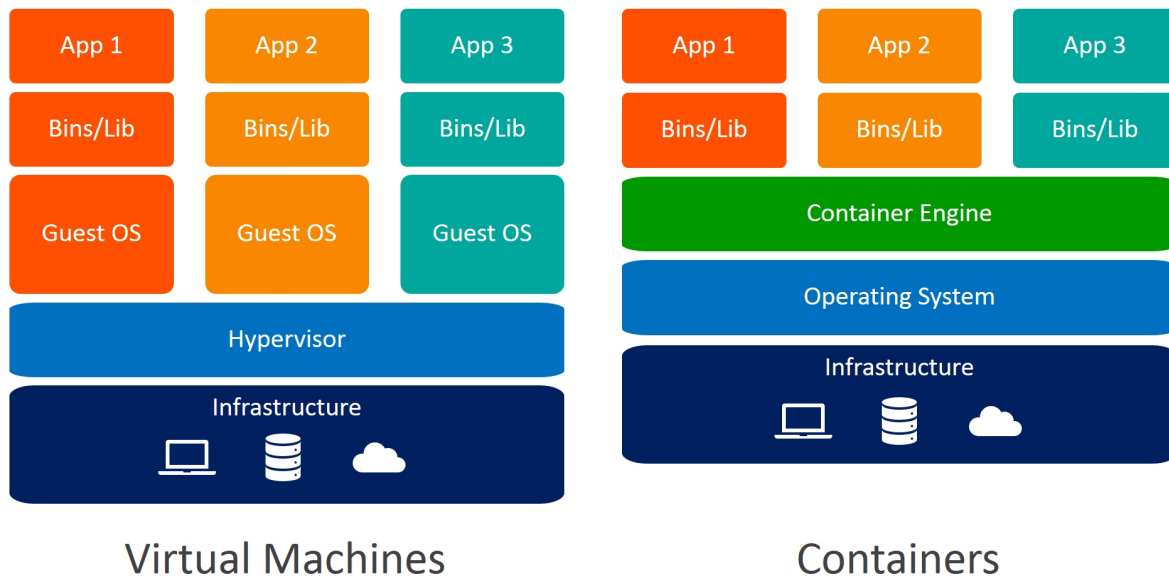 App 1
App 2
App 3
Bins/Lib
Bins/Lib
Bins/Lib
Guest OS
Guest OS
Guest OS
Hypervisor
Infrastructure
Virtual Machines
App 1
App 2
App 3
Bins/Lib
Bins/Lib
Bins/Lib
Container Engine
Operating System
Infrastructure
Containers